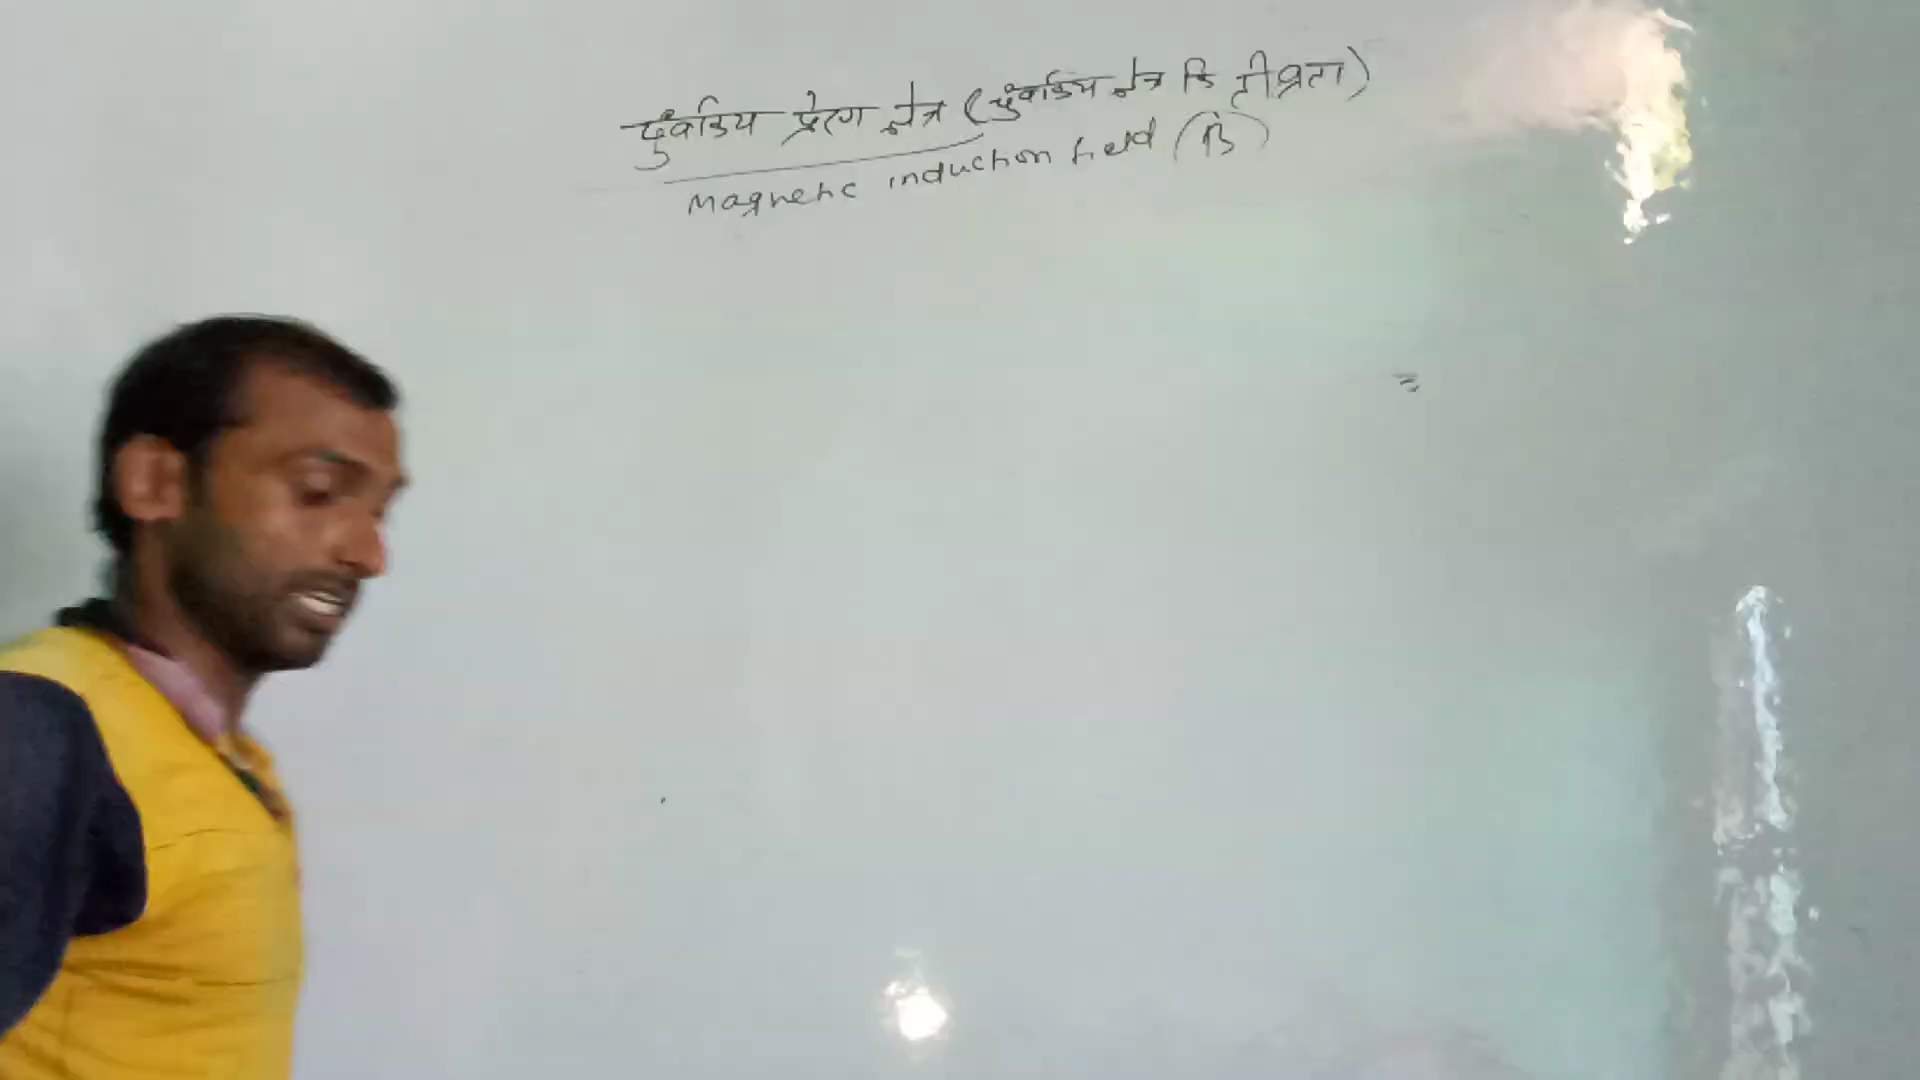 चुंबकिय प्रेरण क्षेत्र (चुंबकिय क्षेत्र कि तीव्रता)
Magnetic induction field (B)